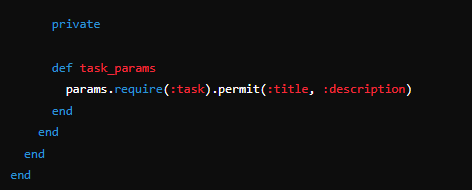 private
def task_params
params.require(:task).permit(:title, :description)
end
end
end
end